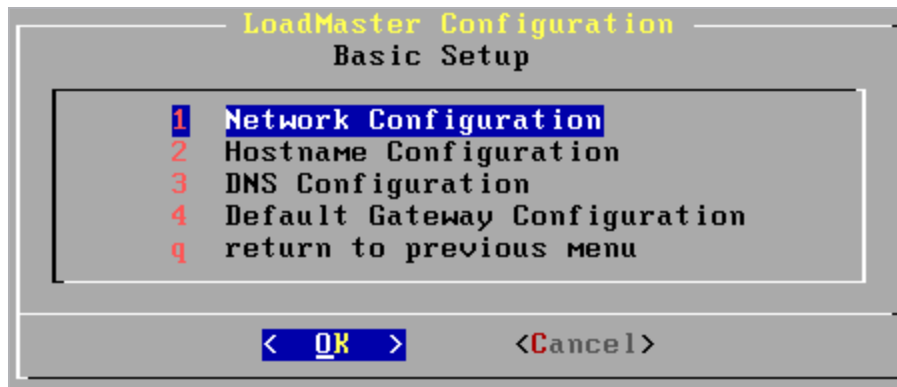 LoadMaster Configuration
Basic Setup
1 Network Configuration
2 Hostname Configuration
3 DNS Configuration
4 Default Gateway Configuration
q return to previous menu
< OK > <Cancel>